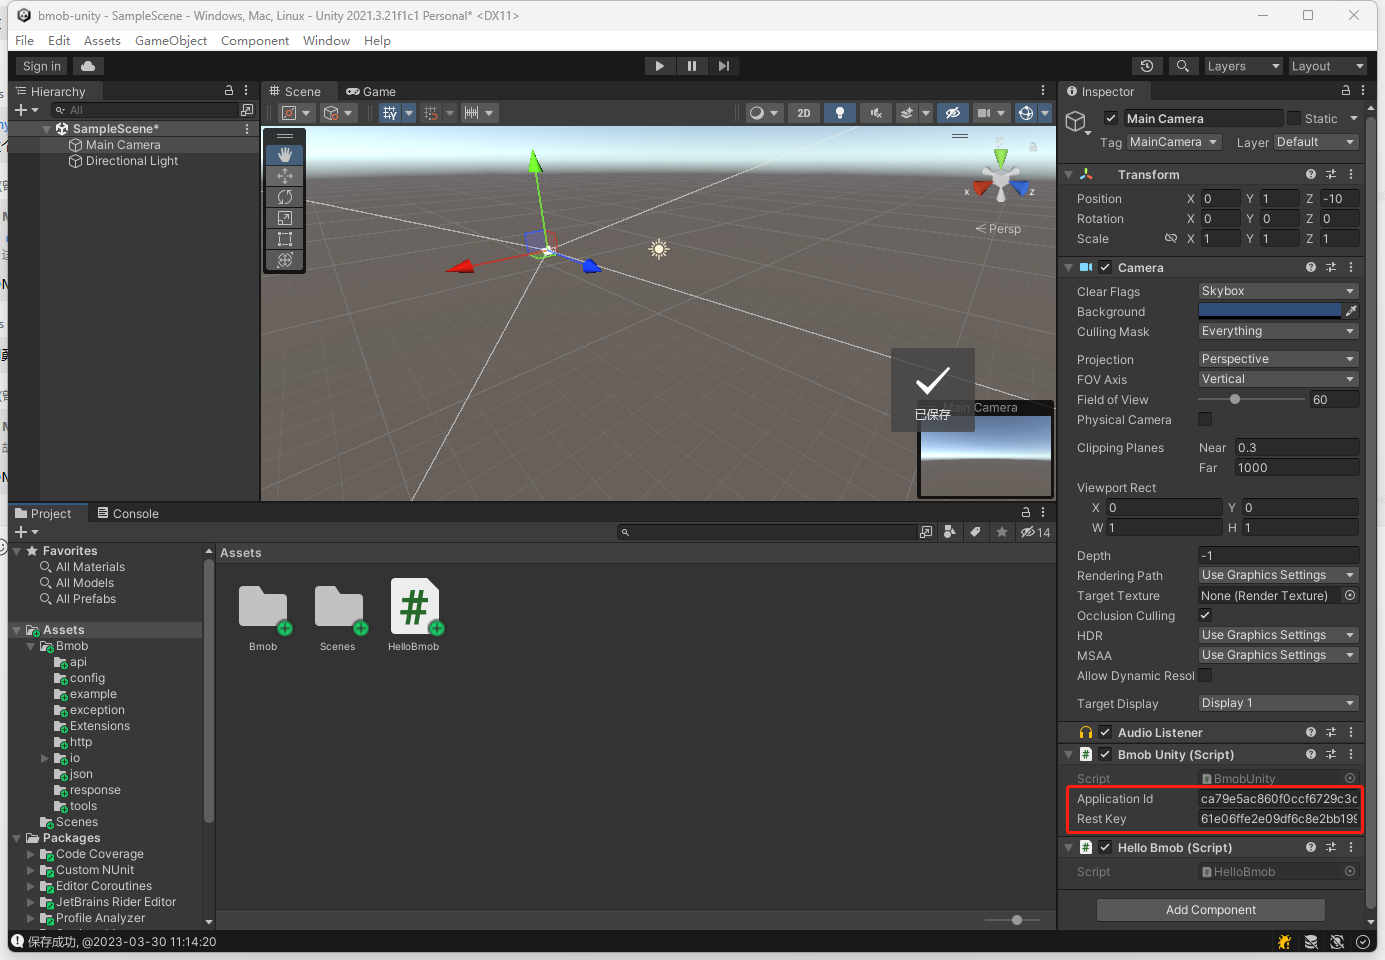 bmob-unity - SampleScene - Windows, Mac, Linux - Unity 2021.3.21f1c1 Personal* <DX11>
File Edit Assets GameObject Component Window Help
Sign in
Layers
Layout
Hierarchy
All
SampleScene*
Main Camera
Directional Light
Scene
Game
2D
y
x
z
Persp
Main Camera
已保存
Inspector
Main Camera
Static
Tag MainCamera Layer Default
Transform
Position X 0 Y 1 Z -10
Rotation X 0 Y 0 Z 0
Scale X 1 Y 1 Z 1
Camera
Clear Flags Skybox
Background
Culling Mask Everything
Projection Perspective
FOV Axis Vertical
Field of View 60
Physical Camera
Clipping Planes Near 0.3
Far 1000
Viewport Rect
X 0 Y 0
W 1 H 1
Depth -1
Rendering Path Use Graphics Settings
Target Texture None (Render Texture)
Occlusion Culling
HDR Use Graphics Settings
MSAA Use Graphics Settings
Allow Dynamic Resol
Target Display Display 1
Audio Listener
Bmob Unity (Script)
Script BmobUnity
Application Id ca79e5ac860f0ccf6729c3c
Rest Key 61e06ffe2e09df6c8e2bb199
Hello Bmob (Script)
Script HelloBmob
Add Component
Project
Console
14
Favorites
All Materials
All Models
All Prefabs
Assets
Bmob
api
config
example
exception
Extensions
http
io
json
response
tools
Scenes
Packages
Code Coverage
Custom NUnit
Editor Coroutines
JetBrains Rider Editor
Profile Analyzer
Assets
Bmob
Scenes
HelloBmob
保存成功, @2023-03-30 11:14:20